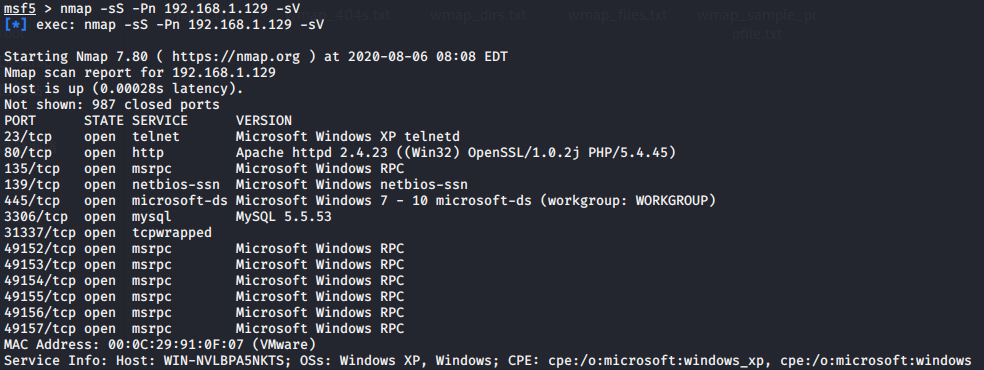 msf5 > nmap -sS -Pn 192.168.1.129 -sV
[*] exec: nmap -sS -Pn 192.168.1.129 -sV
_404s.txt wmap_dirs.txt wmap_files.txt wmap_sample_pr
ofile.txt
Starting Nmap 7.80 ( https://nmap.org ) at 2020-08-06 08:08 EDT
Nmap scan report for 192.168.1.129
Host is up (0.00028s latency).
Not shown: 987 closed ports
PORT STATE SERVICE VERSION
23/tcp open telnet Microsoft Windows XP telnetd
80/tcp open http Apache httpd 2.4.23 ((Win32) OpenSSL/1.0.2j PHP/5.4.45)
135/tcp open msrpc Microsoft Windows RPC
139/tcp open netbios-ssn Microsoft Windows netbios-ssn
445/tcp open microsoft-ds Microsoft Windows 7 - 10 microsoft-ds (workgroup: WORKGROUP)
3306/tcp open mysql MySQL 5.5.53
31337/tcp open tcpwrapped
49152/tcp open msrpc Microsoft Windows RPC
49153/tcp open msrpc Microsoft Windows RPC
49154/tcp open msrpc Microsoft Windows RPC
49155/tcp open msrpc Microsoft Windows RPC
49156/tcp open msrpc Microsoft Windows RPC
49157/tcp open msrpc Microsoft Windows RPC
MAC Address: 00:0C:29:91:0F:07 (VMware)
Service Info: Host: WIN-NVLBPA5NKTS; OSs: Windows XP, Windows; CPE: cpe:/o:microsoft:windows_xp, cpe:/o:microsoft:windows